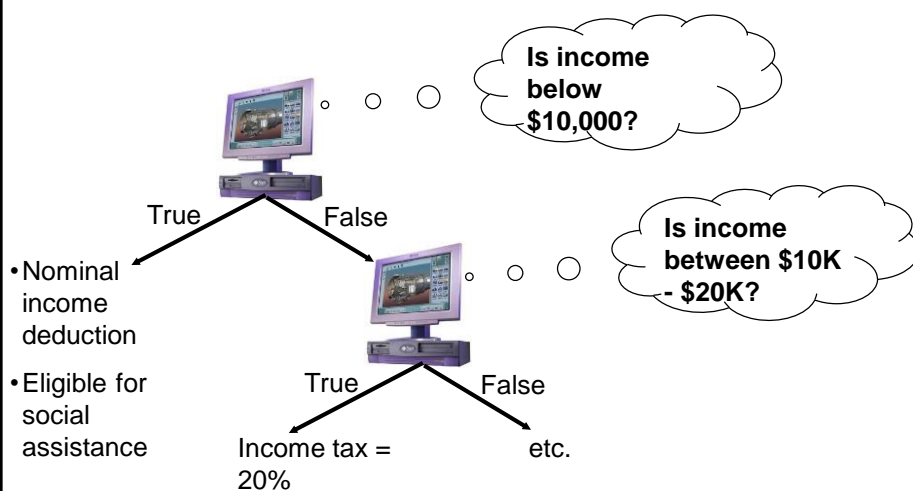 Is income
below
$10,000?
True
False
Is income
between $10K
- $20K?
•Nominal
income
deduction
•Eligible for
social
assistance
True
False
Income tax =
20%
etc.